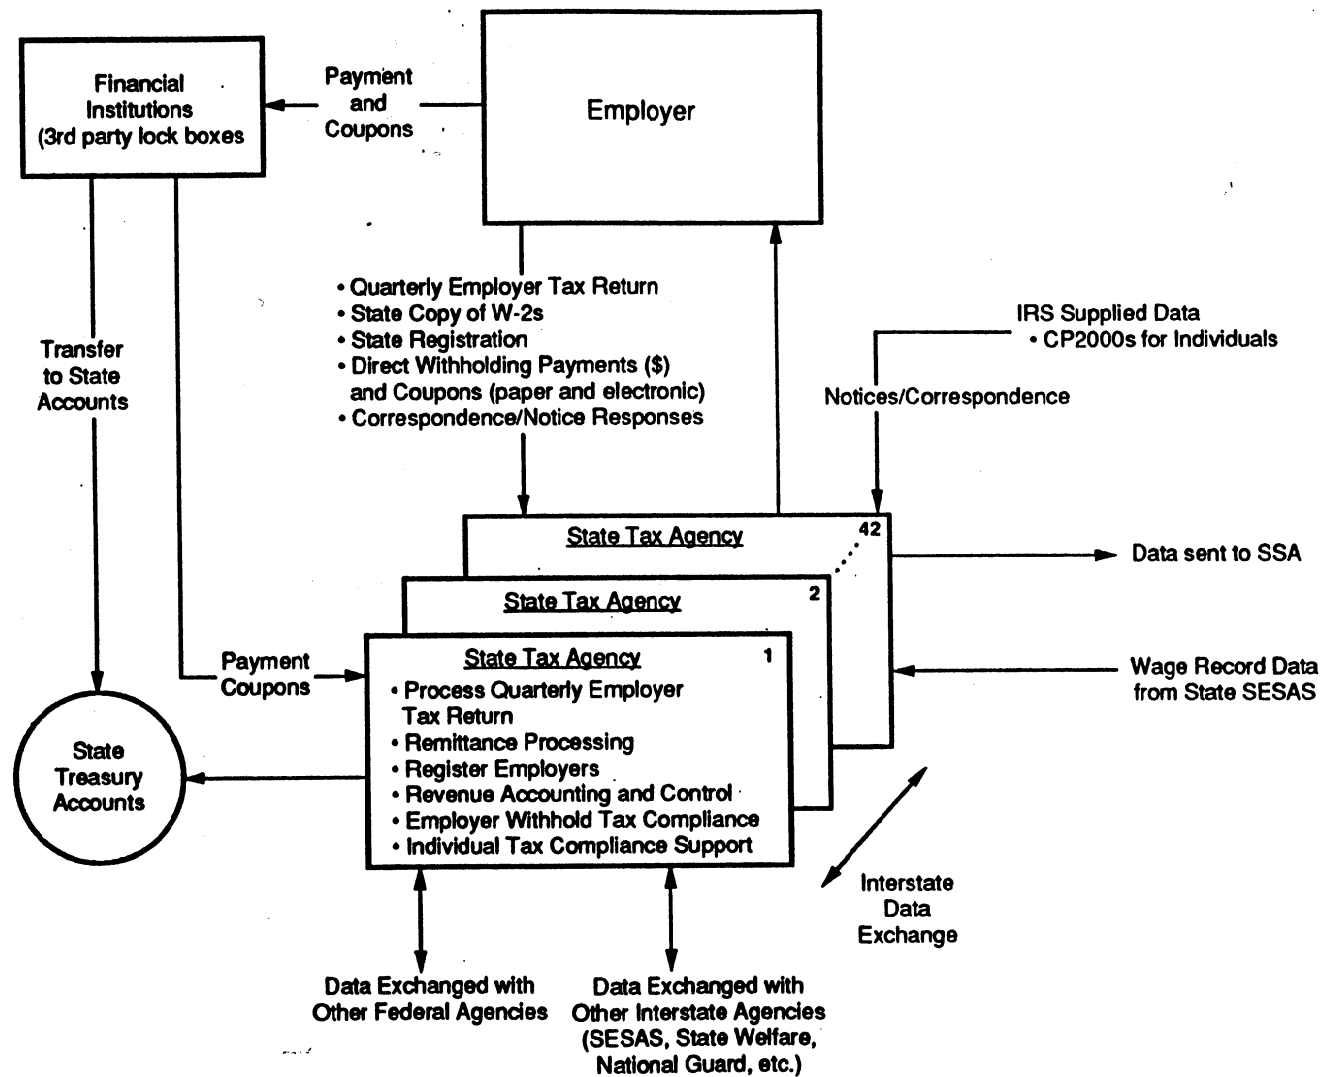 Financial
Institutions
(3rd party lock boxes
Payment
and
Coupons
Employer
• Quarterly Employer Tax Return
• State Copy of W-2s
• State Registration
• Direct Withholding Payments ($)
and Coupons (paper and electronic)
• Correspondence/Notice Responses
IRS Supplied Data
• CP2000s for Individuals
Notices/Correspondence
Transfer
to State
Accounts
State Tax Agency
42
Data sent to SSA
State Tax Agency
2
State Tax Agency
1
• Process Quarterly Employer
Tax Return
• Remittance Processing
• Register Employers
• Revenue Accounting and Control
• Employer Withhold Tax Compliance
• Individual Tax Compliance Support
Payment
Coupons
Wage Record Data
from State SESAS
State
Treasury
Accounts
Interstate
Data
Exchange
Data Exchanged with
Other Federal Agencies
Data Exchanged with
Other Interstate Agencies
(SESAS, State Welfare,
National Guard, etc.)